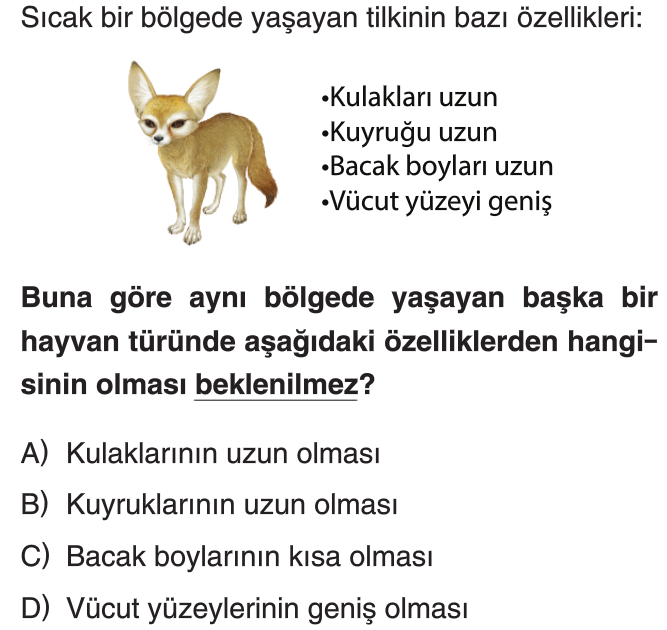 Sıcak bir bölgede yaşayan tilkinin bazı özellikleri:
•Kulakları uzun
•Kuyruğu uzun
•Bacak boyları uzun
•Vücut yüzeyi geniş
Buna göre aynı bölgede yaşayan başka bir
hayvan türünde aşağıdaki özelliklerden hangi-
sinin olması beklenilmez?
A) Kulaklarının uzun olması
B) Kuyruklarının uzun olması
C) Bacak boylarının kısa olması
D) Vücut yüzeylerinin geniş olması